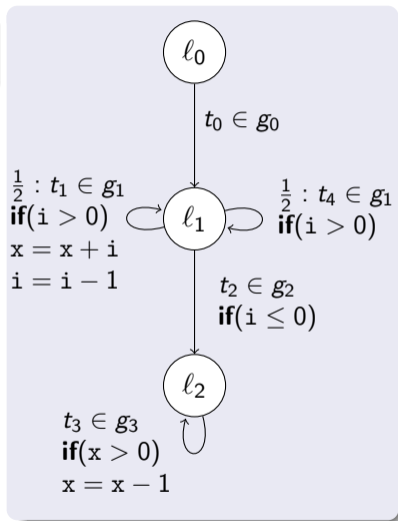 ℓ₀
t₀ ∈ g₀
½ : t₁ ∈ g₁
if(i > 0)
x = x + i
i = i − 1
ℓ₁
½ : t₄ ∈ g₁
if(i > 0)
t₂ ∈ g₂
if(i ≤ 0)
ℓ₂
t₃ ∈ g₃
if(x > 0)
x = x − 1